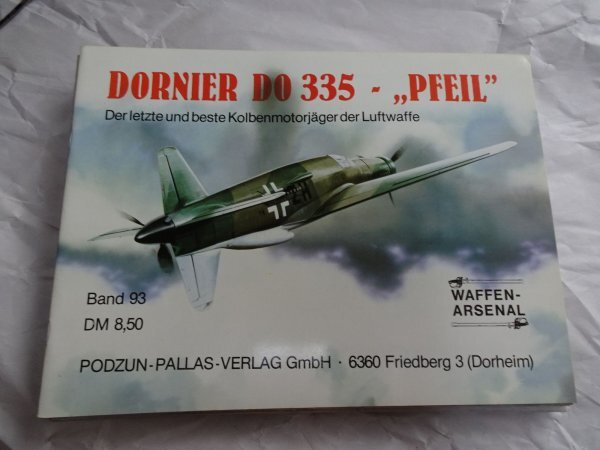 DORNIER DO 335 - „PFEIL”
Der letzte und beste Kolbenmotorjäger der Luftwaffe
Band 93
DM 8,50
WAFFEN-
ARSENAL
PODZUN-PALLAS-VERLAG GmbH · 6360 Friedberg 3 (Dorheim)